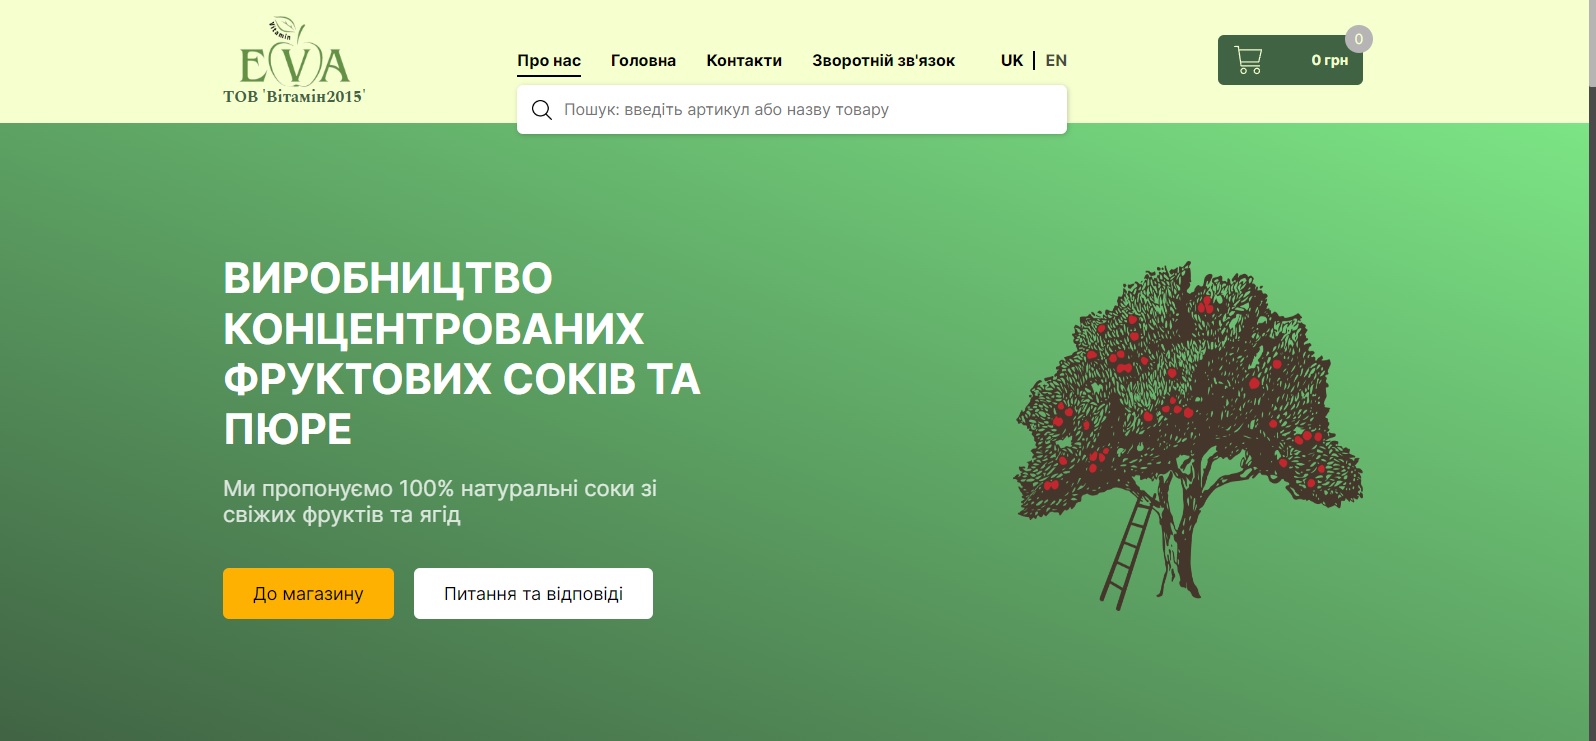 Vitamin
EVA
ТОВ 'Вітамін2015'
Про нас Головна Контакти Зворотній зв'язок UK EN
Пошук: введіть артикул або назву товару
0
0 грн
ВИРОБНИЦТВО
КОНЦЕНТРОВАНИХ
ФРУКТОВИХ СОКІВ ТА
ПЮРЕ
Ми пропонуємо 100% натуральні соки зі
свіжих фруктів та ягід
До магазину
Питання та відповіді